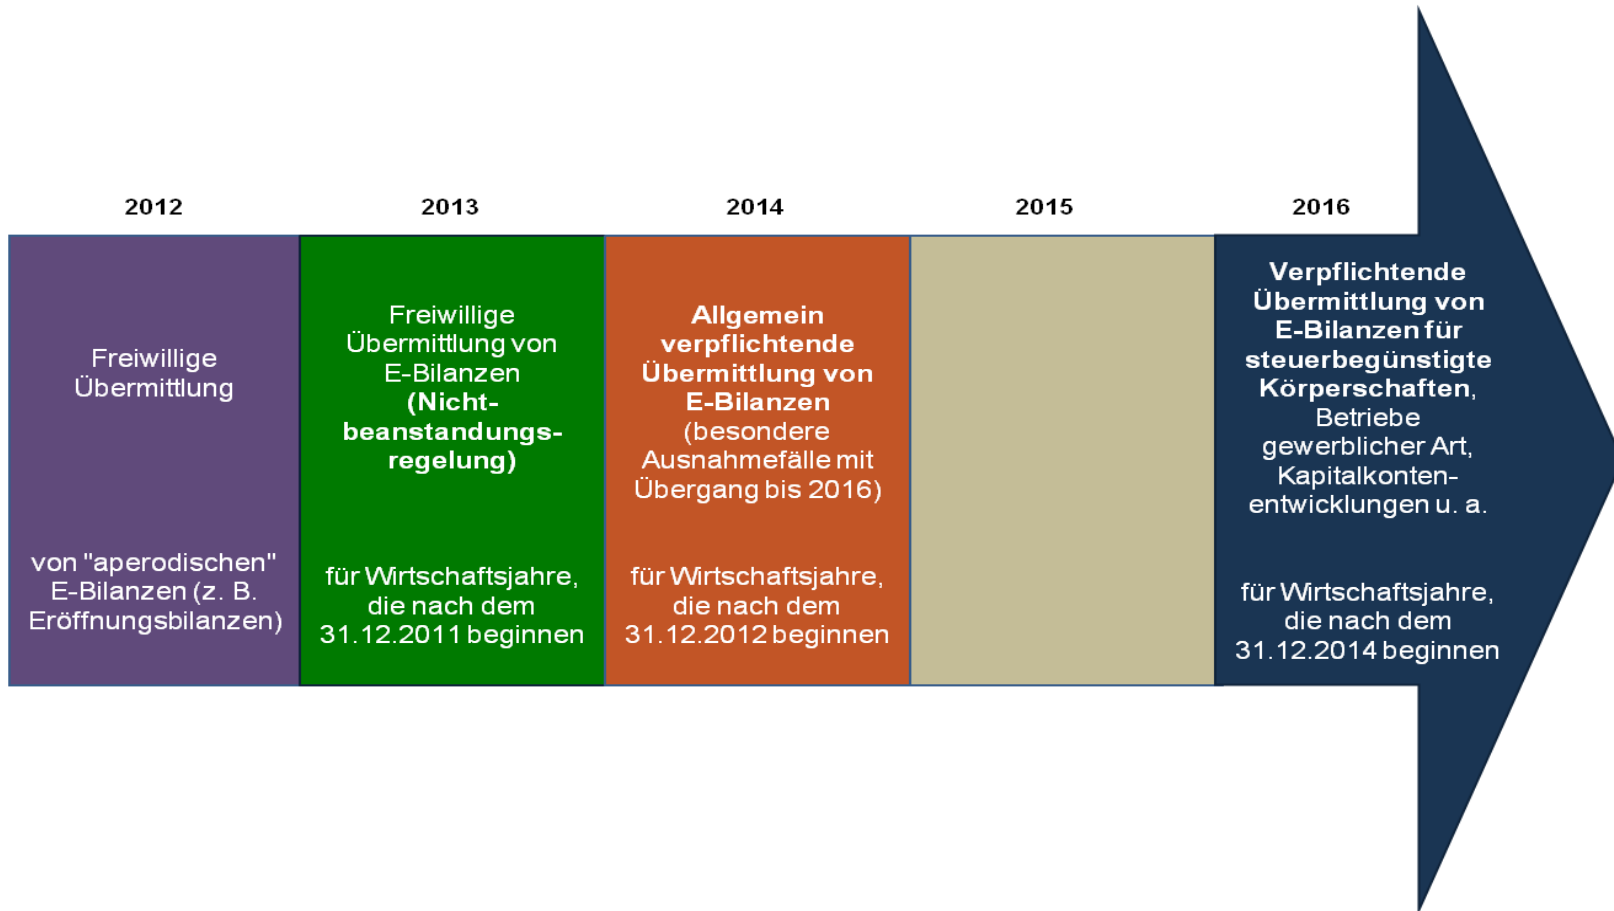 2012
Freiwillige
Übermittlung
von "aperodischen"
E-Bilanzen (z. B.
Eröffnungsbilanzen)
2013
Freiwillige
Übermittlung von
E-Bilanzen
(Nicht-
beanstandungs-
regelung)
für Wirtschaftsjahre,
die nach dem
31.12.2011 beginnen
2014
Allgemein
verpflichtende
Übermittlung von
E-Bilanzen
(besondere
Ausnahmefälle mit
Übergang bis 2016)
für Wirtschaftsjahre,
die nach dem
31.12.2012 beginnen
2015
2016
Verpflichtende
Übermittlung von
E-Bilanzen für
steuerbegünstigte
Körperschaften,
Betriebe
gewerblicher Art,
Kapitalkonten-
entwicklungen u. a.
für Wirtschaftsjahre,
die nach dem
31.12.2014 beginnen